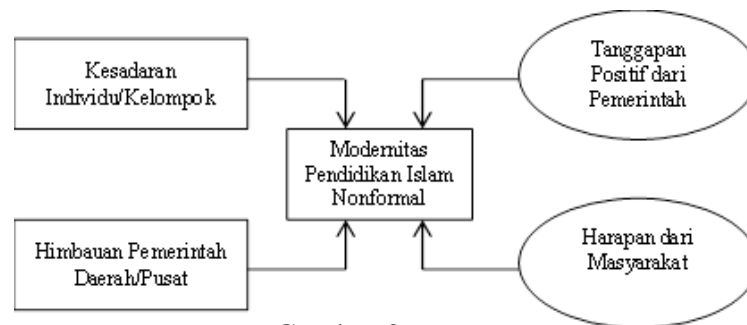 Kesadaran
Individu/Kelompok
Tanggapan
Positif dari
Pemerintah
Modernitas
Pendidikan Islam
Nonformal
Himbauan Pemerintah
Daerah/Pusat
Harapan dari
Masyarakat